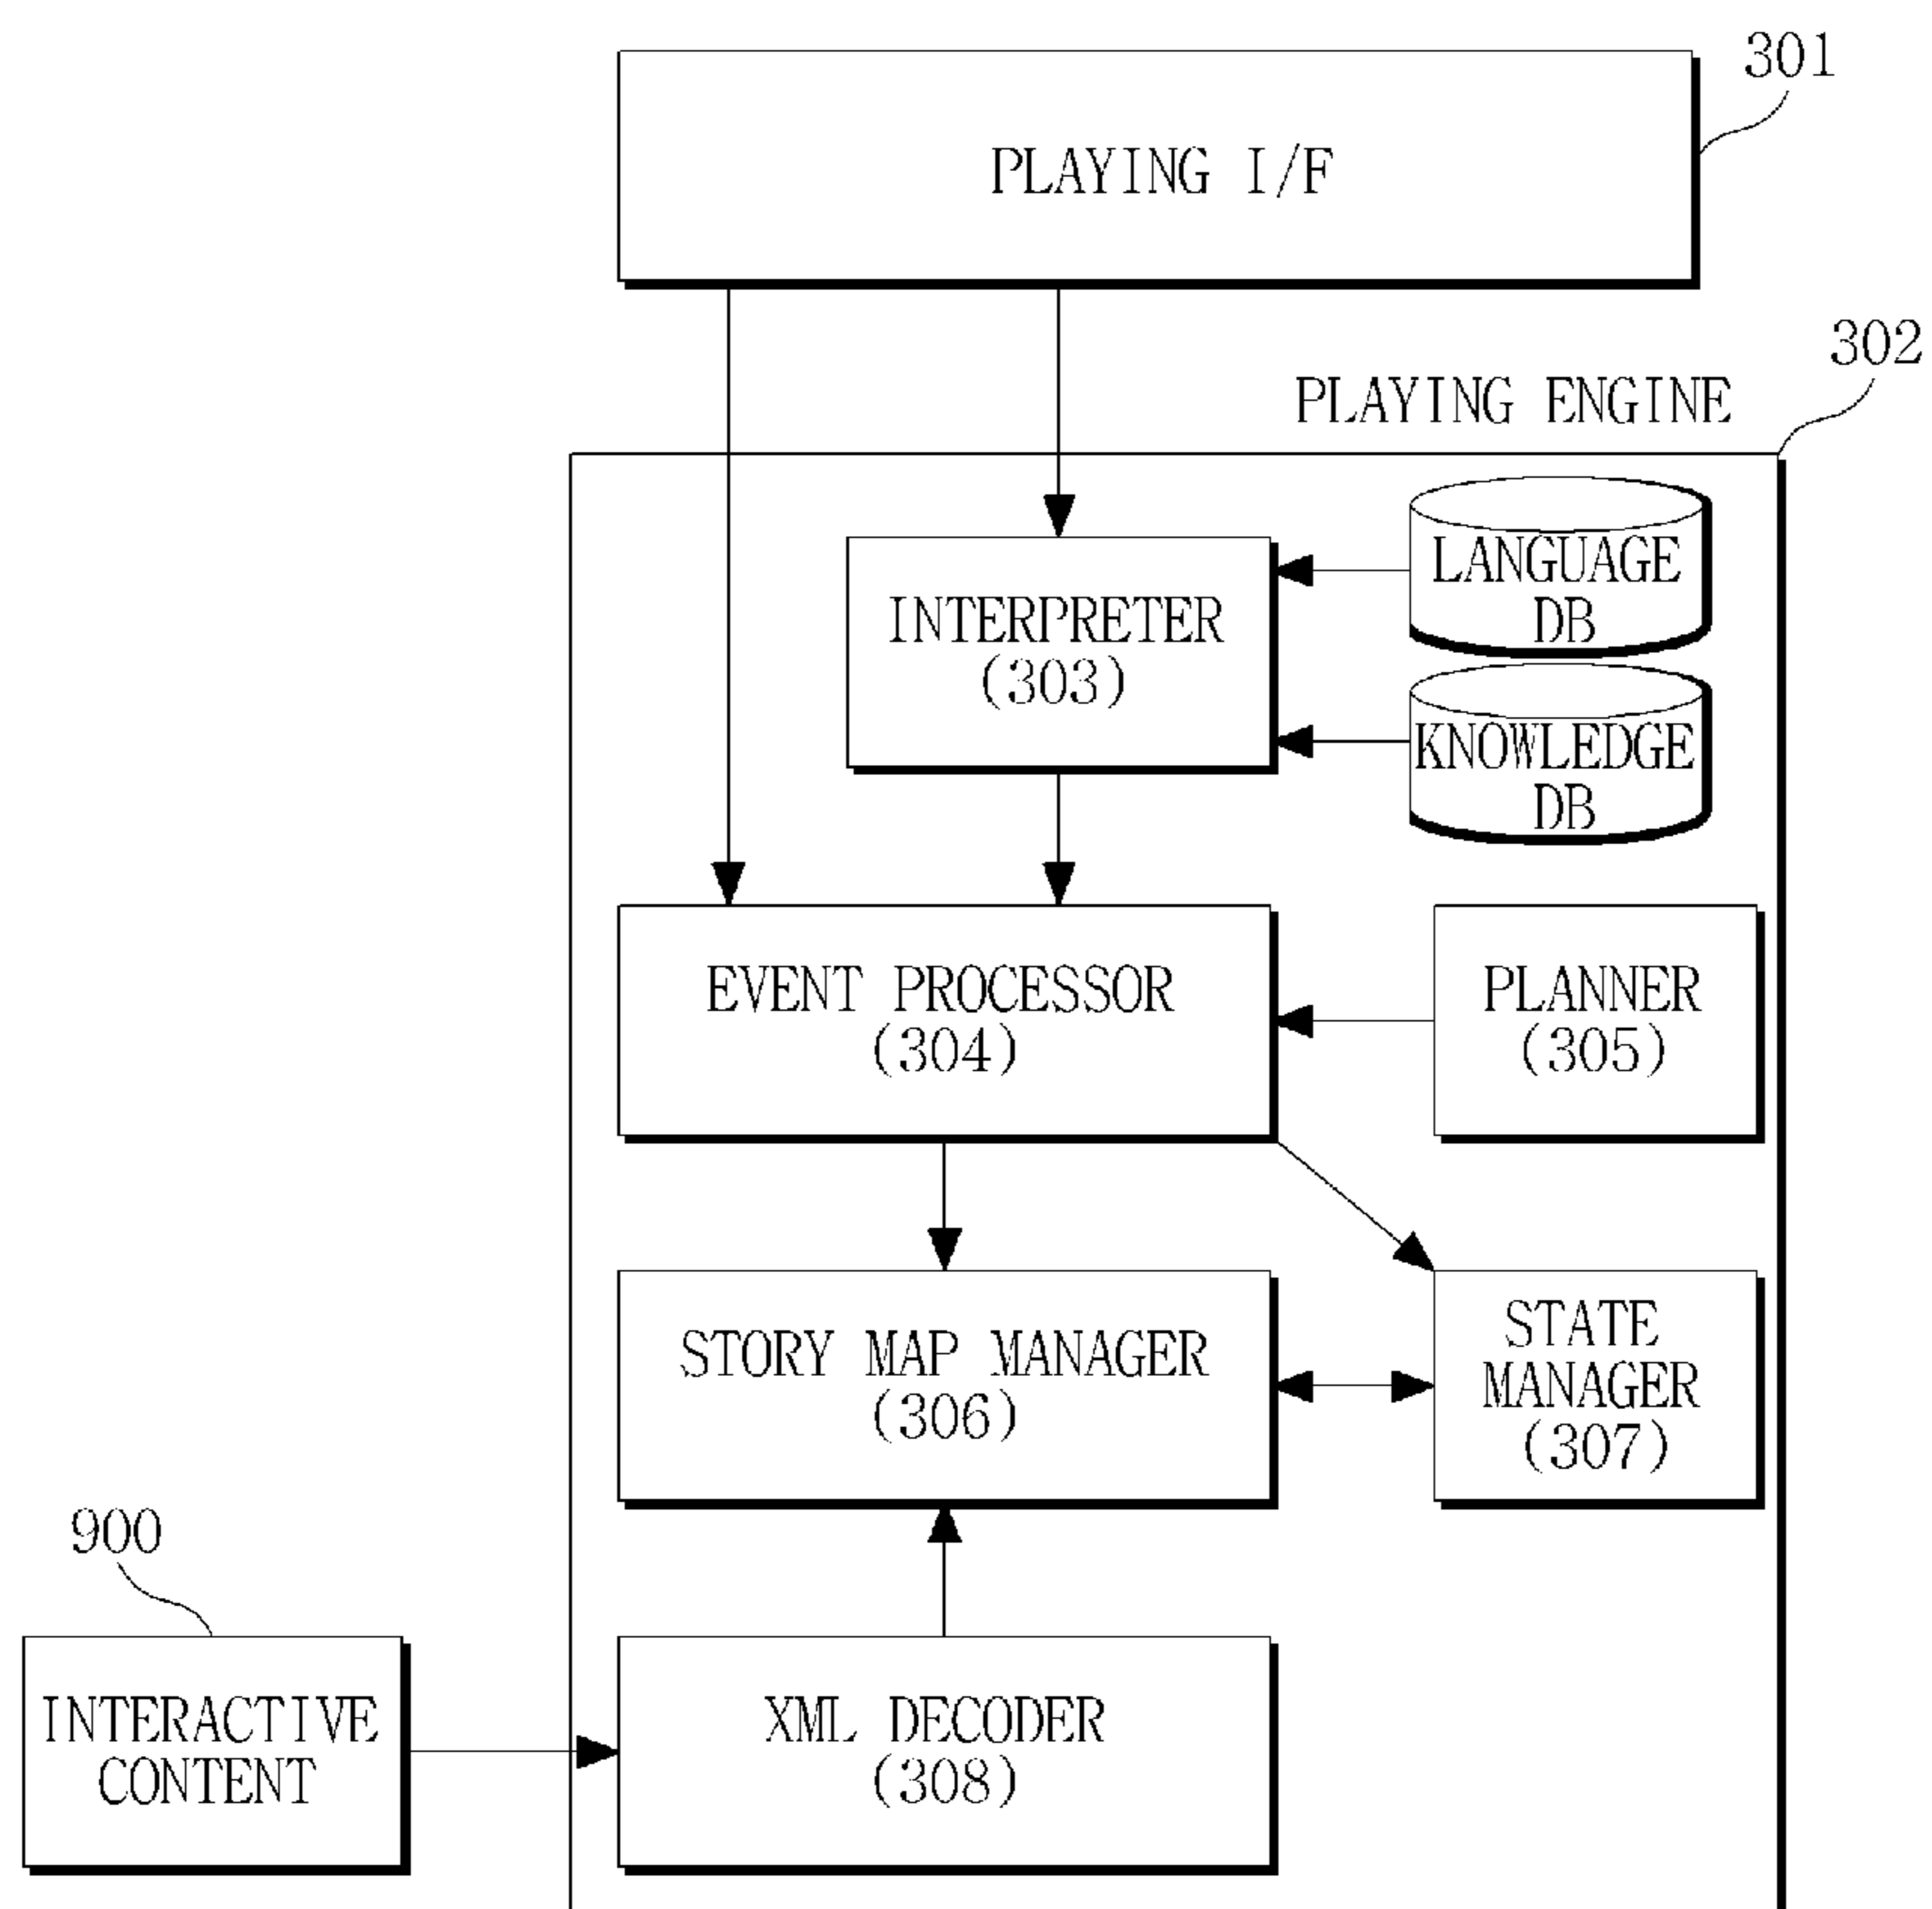 301
PLAYING I/F
302
PLAYING ENGINE
LANGUAGE
DB
INTERPRETER
(303)
KNOWLEDGE
DB
EVENT PROCESSOR
(304)
PLANNER
(305)
STORY MAP MANAGER
(306)
STATE
MANAGER
(307)
900
INTERACTIVE
CONTENT
XML DECODER
(308)